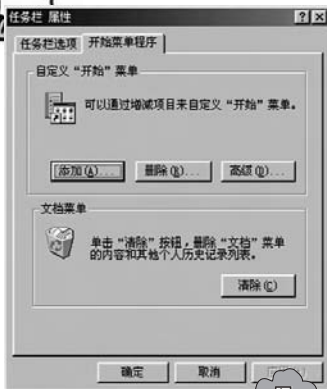 任务栏 属性
任务栏选项 开始菜单程序
自定义“开始”菜单
可以通过增减项目来自定义“开始”菜单。
添加(A)... 删除(R)... 高级(D)...
文档菜单
单击“清除”按钮，删除“文档”菜单
的内容和其他个人历史记录列表。
清除(C)
确定 取消